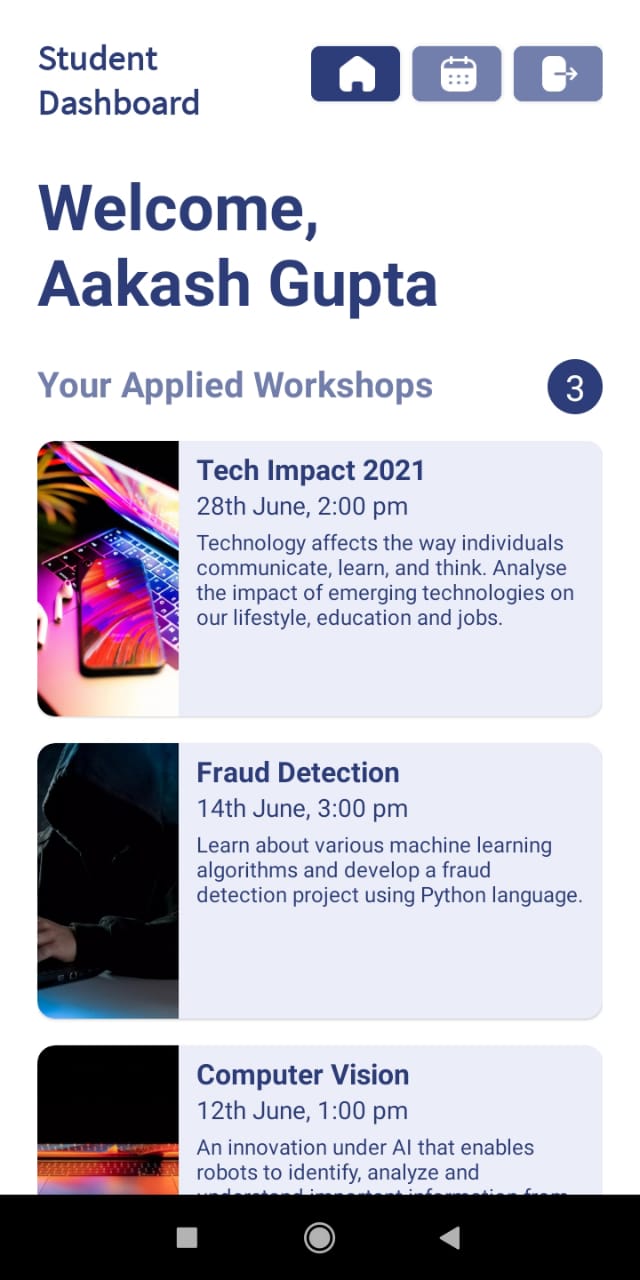 Student
Dashboard
Welcome,
Aakash Gupta
Your Applied Workshops
3
Tech Impact 2021
28th June, 2:00 pm
Technology affects the way individuals
communicate, learn, and think. Analyse
the impact of emerging technologies on
our lifestyle, education and jobs.
Fraud Detection
14th June, 3:00 pm
Learn about various machine learning
algorithms and develop a fraud
detection project using Python language.
Computer Vision
12th June, 1:00 pm
An innovation under AI that enables
robots to identify, analyze and
understand important information from